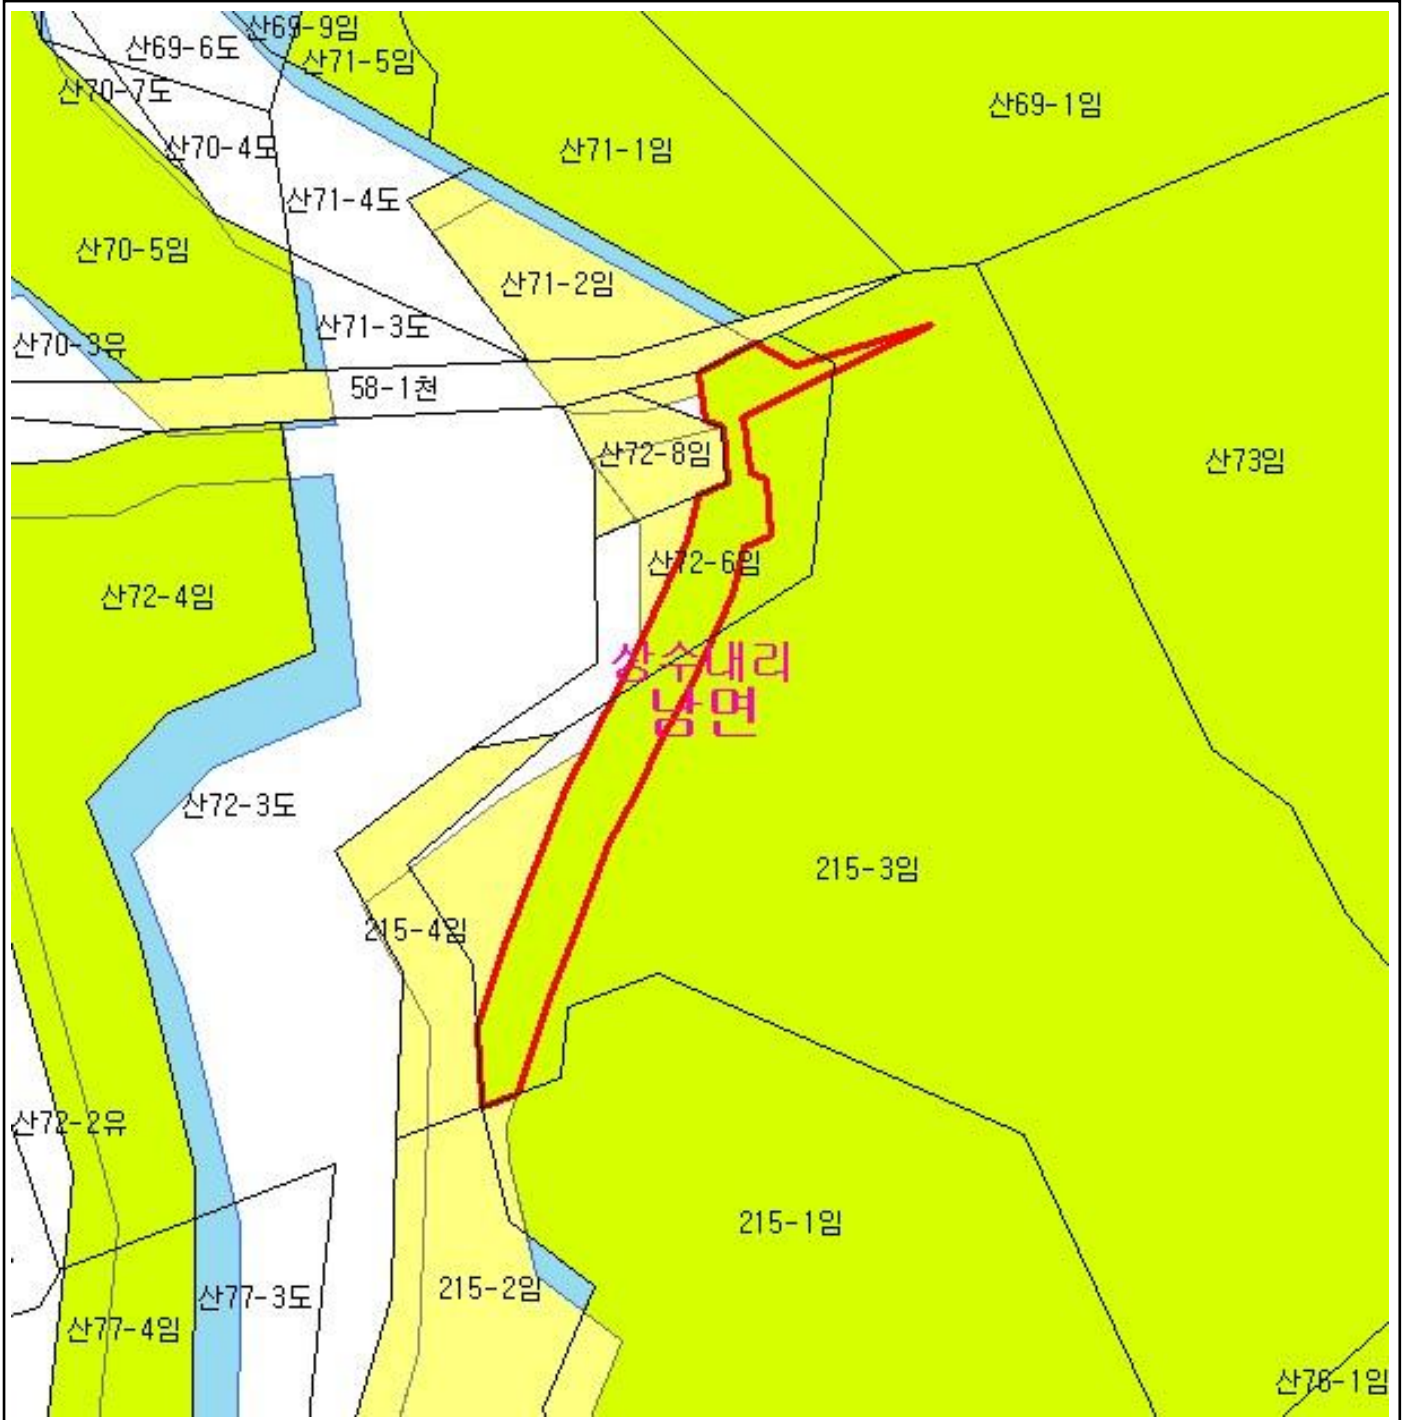 산69-9임
산69-6도
산71-5임
산70-7도
산69-1임
산70-4도
산71-1임
산71-4도
산70-5임
산71-2임
산71-3도
산70-3유
58-1천
산72-8임
산73임
산72-6임
산72-4임
상수내리
남면
산72-3도
215-3임
215-4임
산72-2유
215-1임
215-2임
산77-3도
산77-4임
산76-1임